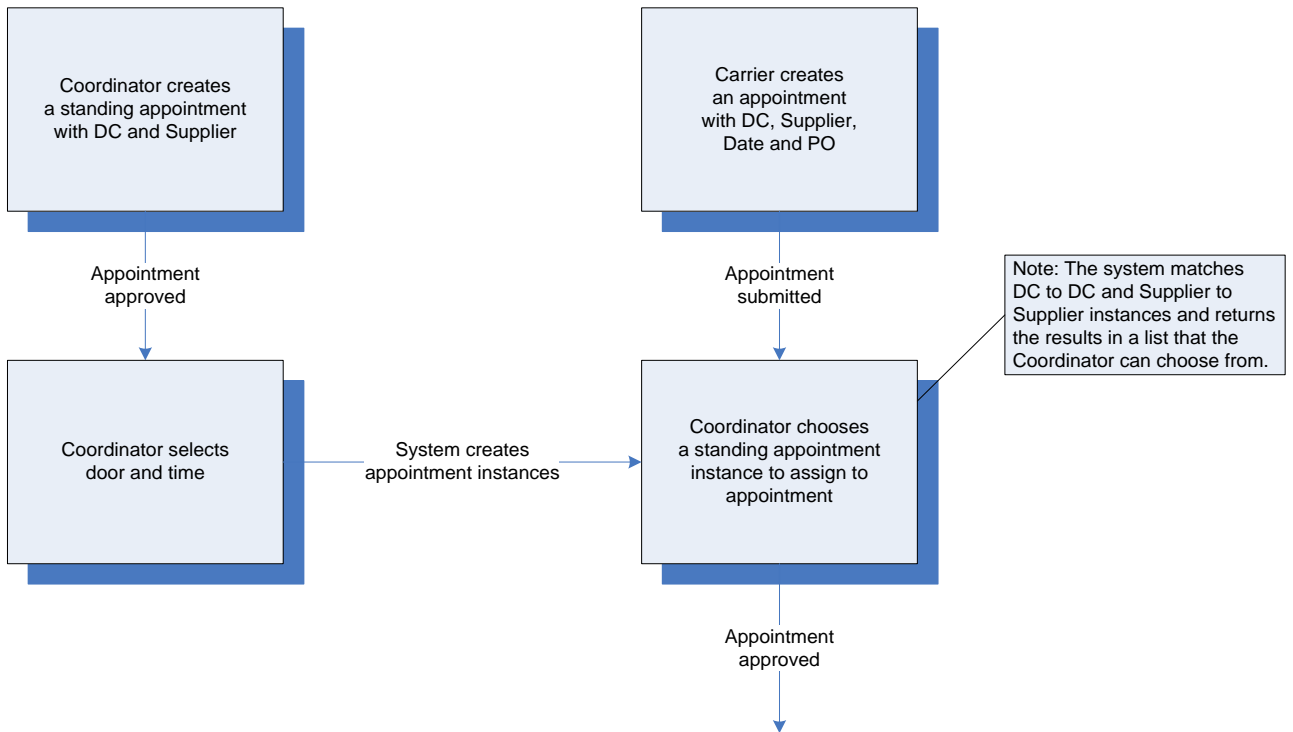 Coordinator creates
a standing appointment
with DC and Supplier
Carrier creates
an appointment
with DC, Supplier,
Date and PO
Appointment
approved
Appointment
submitted
Note: The system matches
DC to DC and Supplier to
Supplier instances and returns
the results in a list that the
Coordinator can choose from.
Coordinator selects
door and time
System creates
appointment instances
Coordinator chooses
a standing appointment
instance to assign to
appointment
Appointment
approved